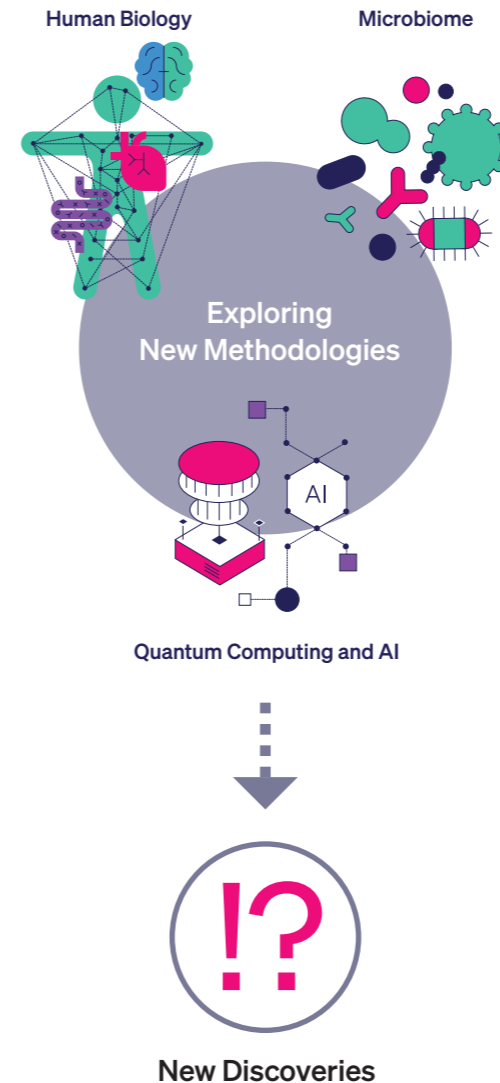 Human Biology
Microbiome
Exploring
New Methodologies
AI
Quantum Computing and AI
!?
New Discoveries